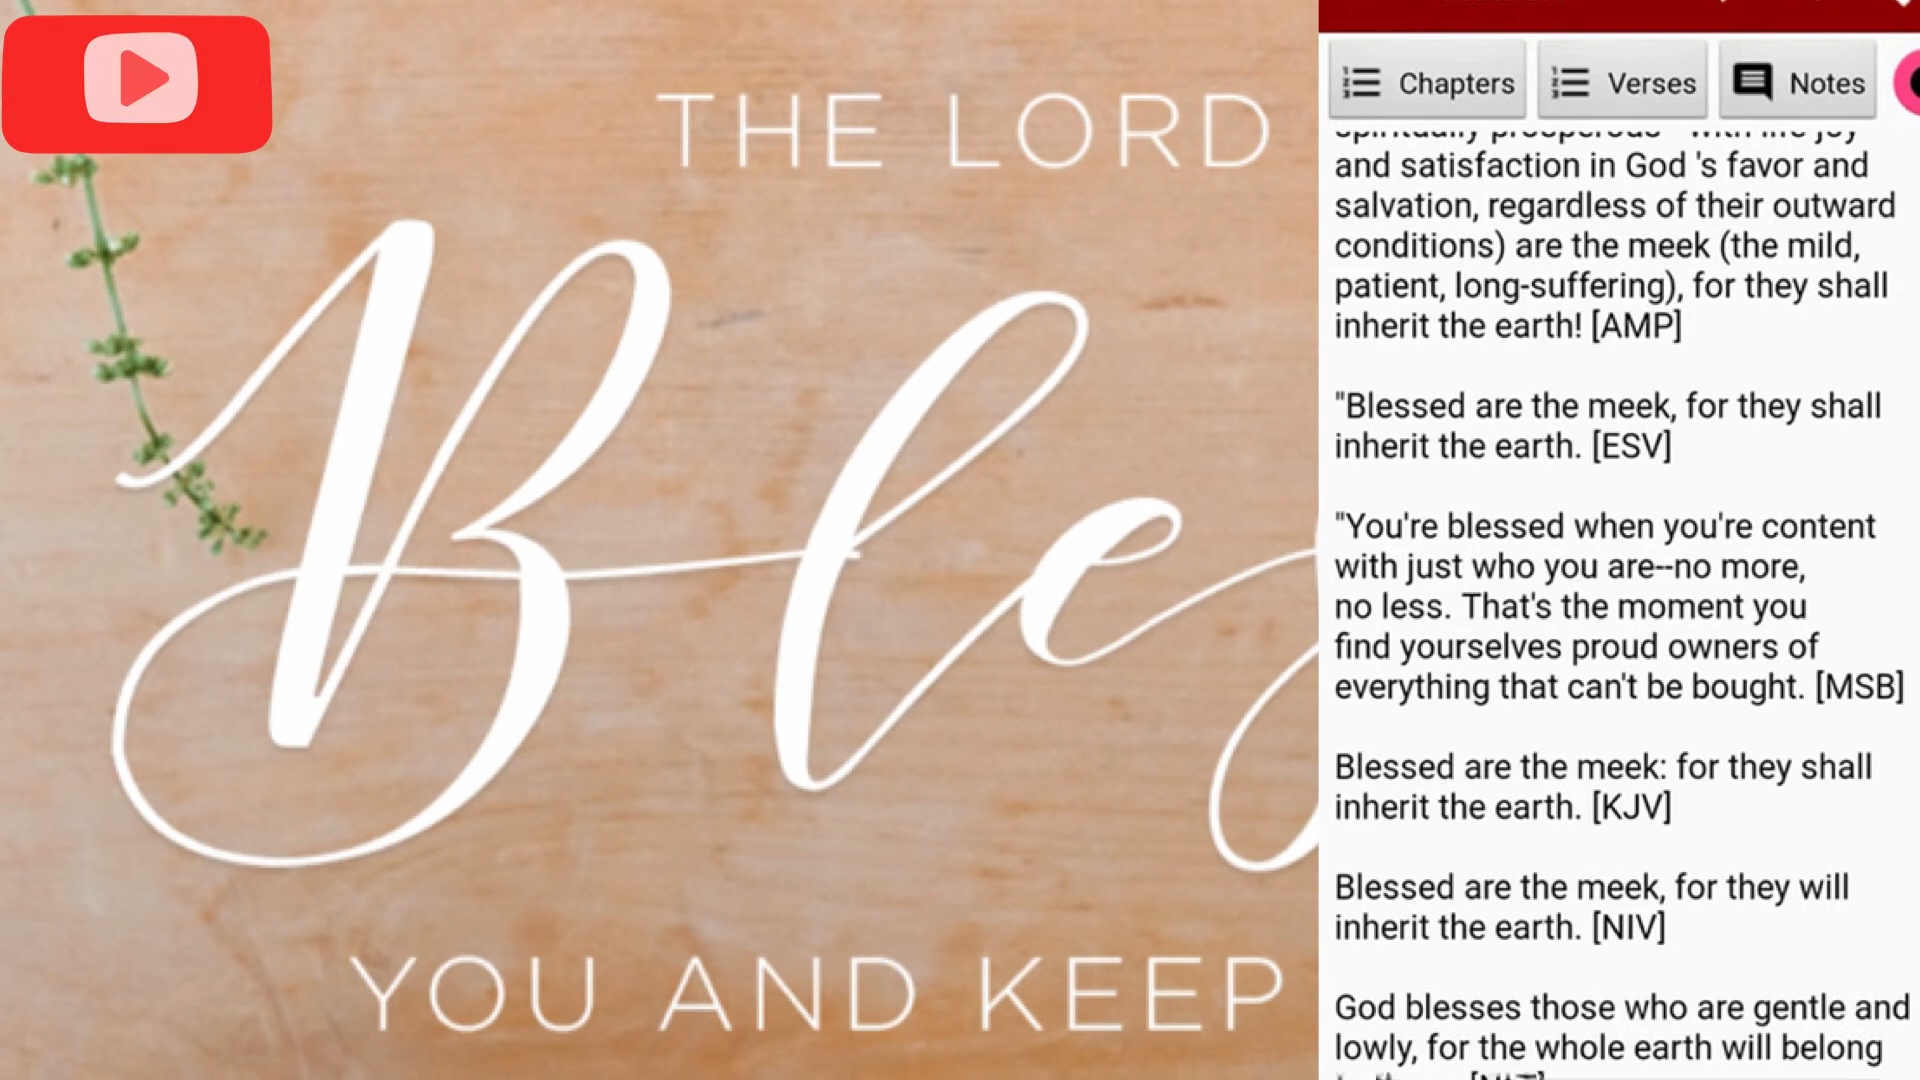 THE LORD
Ble
YOU AND KEEP
Chapters
Verses
Notes
spiritually prosperous- with life-joy
and satisfaction in God 's favor and
salvation, regardless of their outward
conditions) are the meek (the mild,
patient, long-suffering), for they shall
inherit the earth! [AMP]
"Blessed are the meek, for they shall
inherit the earth. [ESV]
"You're blessed when you're content
with just who you are--no more,
no less. That's the moment you
find yourselves proud owners of
everything that can't be bought. [MSB]
Blessed are the meek: for they shall
inherit the earth. [KJV]
Blessed are the meek, for they will
inherit the earth. [NIV]
God blesses those who are gentle and
lowly, for the whole earth will belong